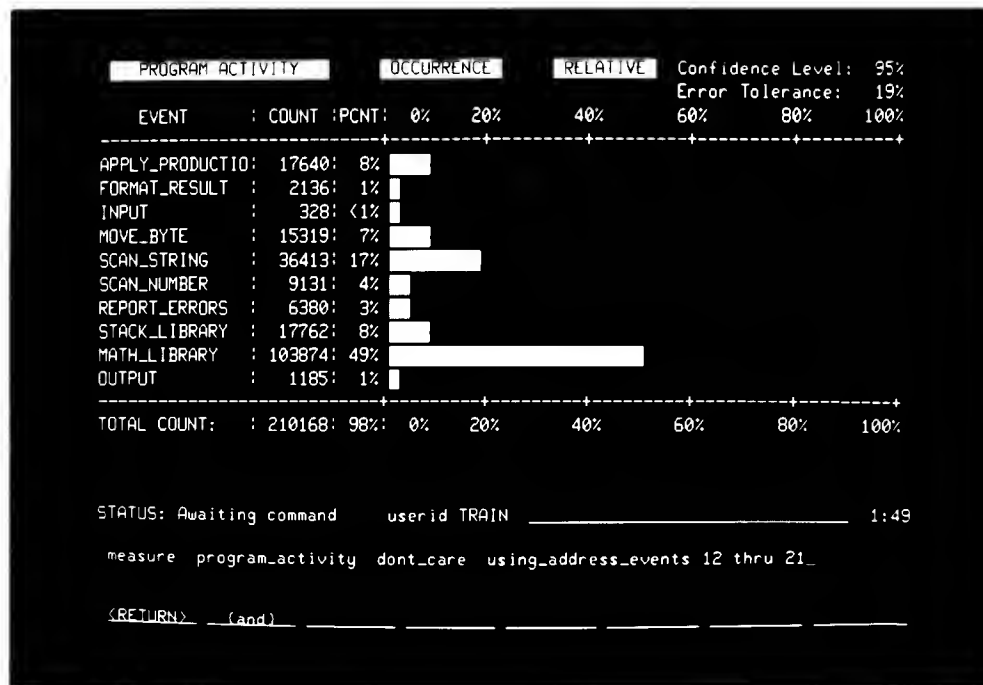 PROGRAM ACTIVITY OCCURRENCE RELATIVE Confidence Level: 95%
Error Tolerance: 19%
EVENT : COUNT :PCNT: 0% 20% 40% 60% 80% 100%
APPLY_PRODUCTIO: 17640: 8%
FORMAT_RESULT : 2136: 1%
INPUT : 328: <1%
MOVE_BYTE : 15319: 7%
SCAN_STRING : 36413: 17%
SCAN_NUMBER : 9131: 4%
REPORT_ERRORS : 6380: 3%
STACK_LIBRARY : 17762: 8%
MATH_LIBRARY : 103874: 49%
OUTPUT : 1185: 1%
TOTAL COUNT: : 210168: 98%: 0% 20% 40% 60% 80% 100%
STATUS: Awaiting command userid TRAIN 1:49
measure program_activity dont_care using_address_events 12 thru 21_
<RETURN> (and)